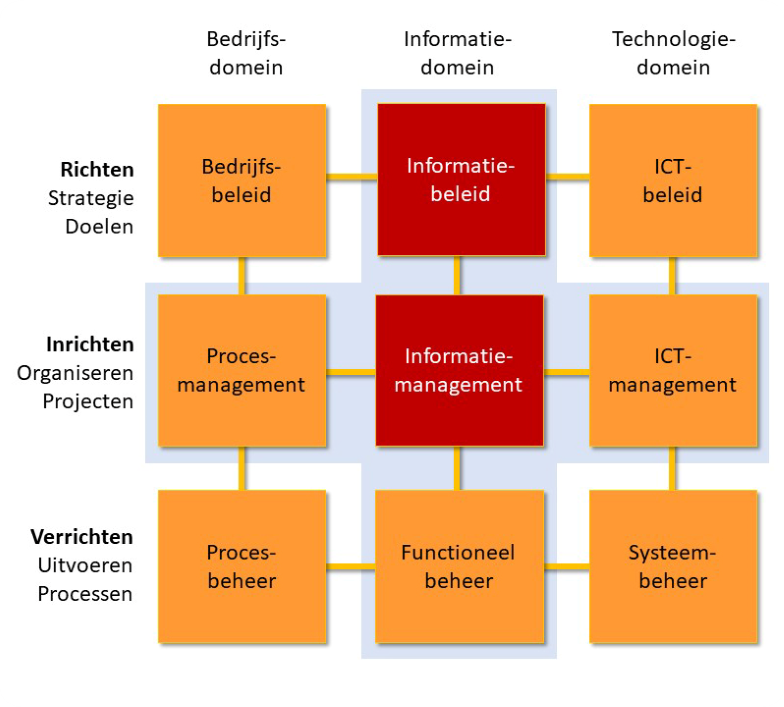 Bedrijfs-
domein
Informatie-
domein
Technologie-
domein
Richten
Strategie
Doelen
Bedrijfs-
beleid
Informatie-
beleid
ICT-
beleid
Inrichten
Organiseren
Projecten
Proces-
management
Informatie-
management
ICT-
management
Verrichten
Uitvoeren
Processen
Proces-
beheer
Functioneel
beheer
Systeem-
beheer